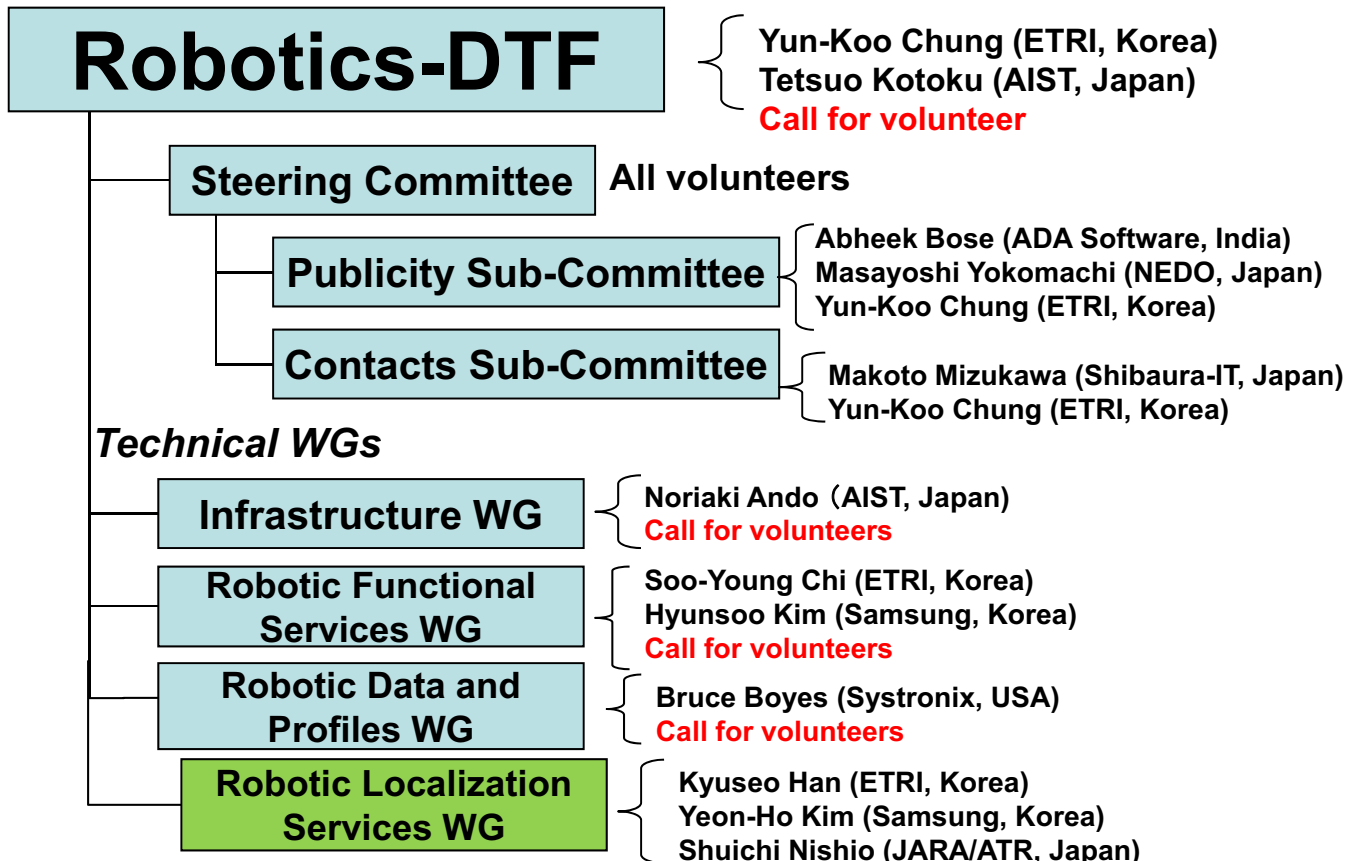 Robotics-DTF
Yun-Koo Chung (ETRI, Korea)
Tetsuo Kotoku (AIST, Japan)
Call for volunteer
Steering Committee
All volunteers
Publicity Sub-Committee
Abheek Bose (ADA Software, India)
Masayoshi Yokomachi (NEDO, Japan)
Yun-Koo Chung (ETRI, Korea)
Contacts Sub-Committee
Makoto Mizukawa (Shibaura-IT, Japan)
Yun-Koo Chung (ETRI, Korea)
Technical WGs
Infrastructure WG
Noriaki Ando（AIST, Japan)
Call for volunteers
Robotic Functional
Services WG
Soo-Young Chi (ETRI, Korea)
Hyunsoo Kim (Samsung, Korea)
Call for volunteers
Robotic Data and
Profiles WG
Bruce Boyes (Systronix, USA)
Call for volunteers
Robotic Localization
Services WG
Kyuseo Han (ETRI, Korea)
Yeon-Ho Kim (Samsung, Korea)
Shuichi Nishio (JARA/ATR, Japan)